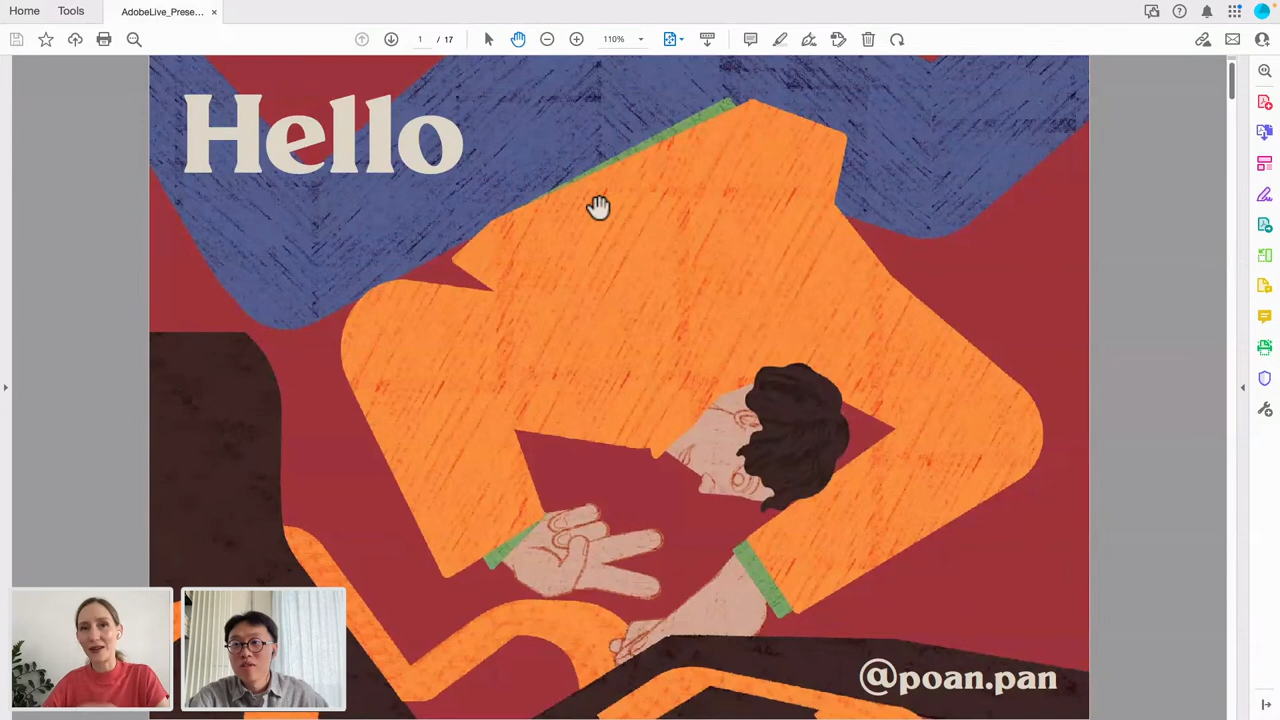 Home
Tools
AdobeLive_Prese... ×
1 / 17
110%
Hello
@poan.pan